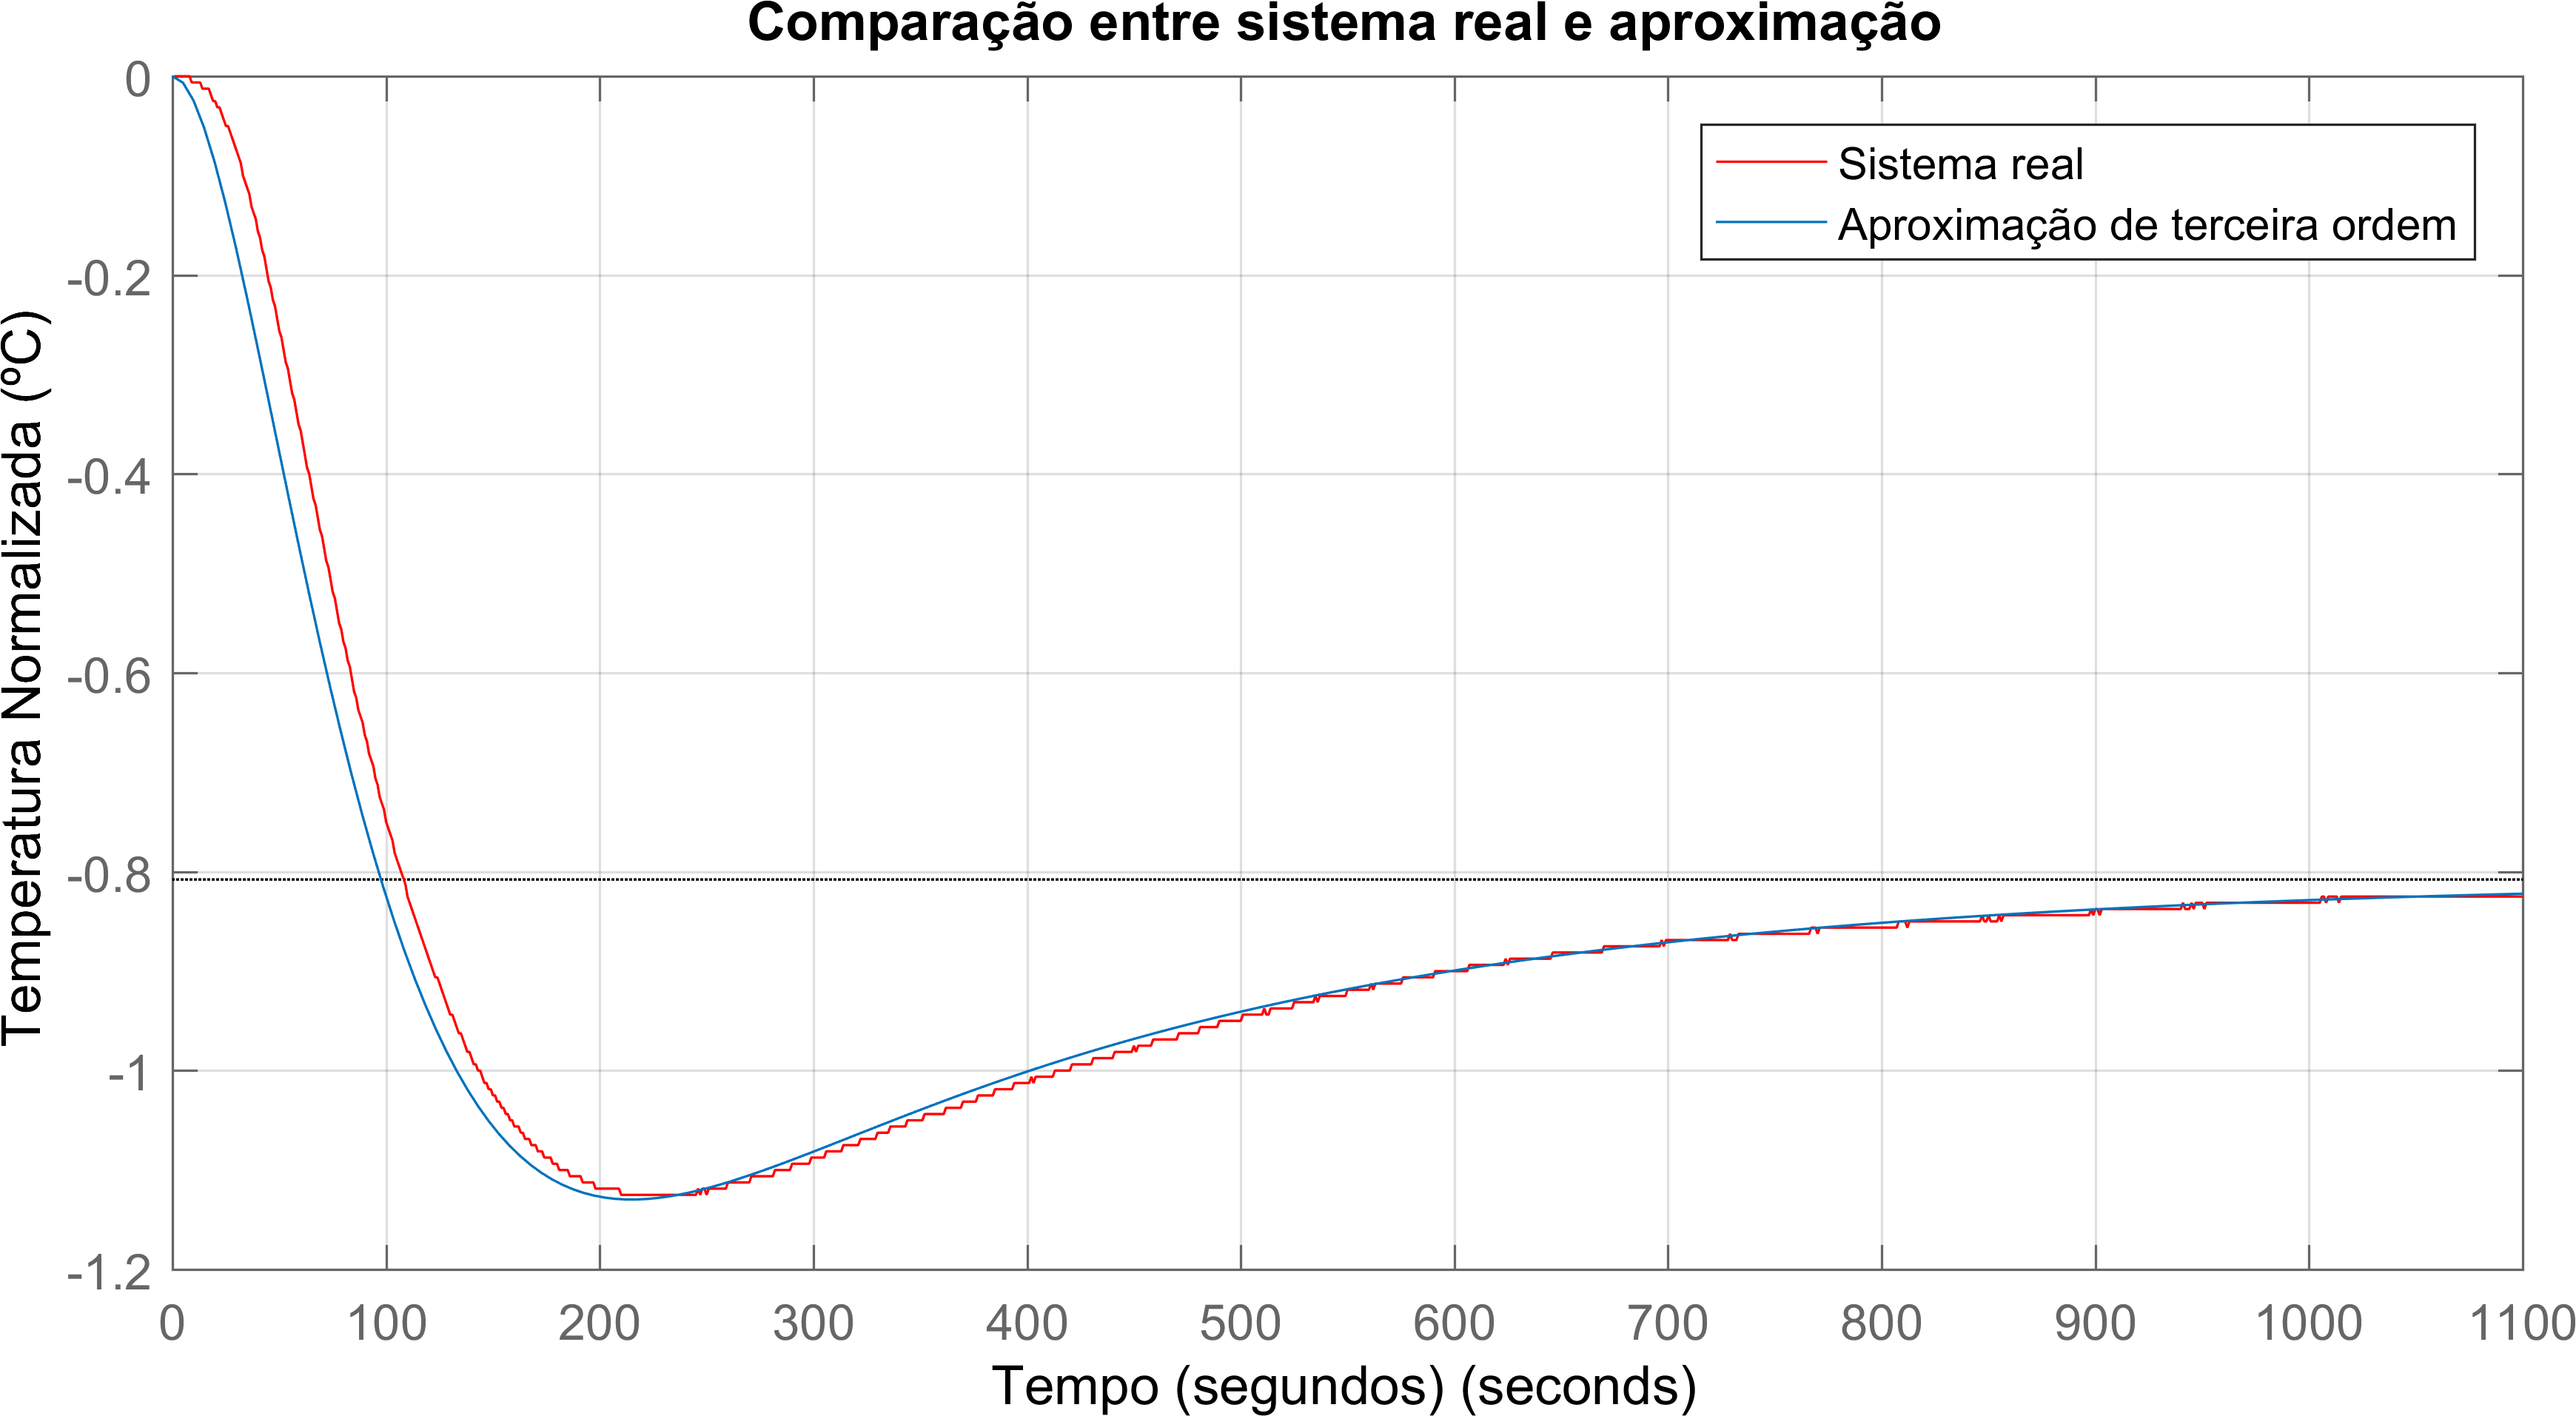 Comparação entre sistema real e aproximação
Sistema real
Aproximação de terceira ordem
Temperatura Normalizada (ºC)
0
-0.2
-0.4
-0.6
-0.8
-1
-1.2
0 100 200 300 400 500 600 700 800 900 1000 1100
Tempo (segundos) (seconds)